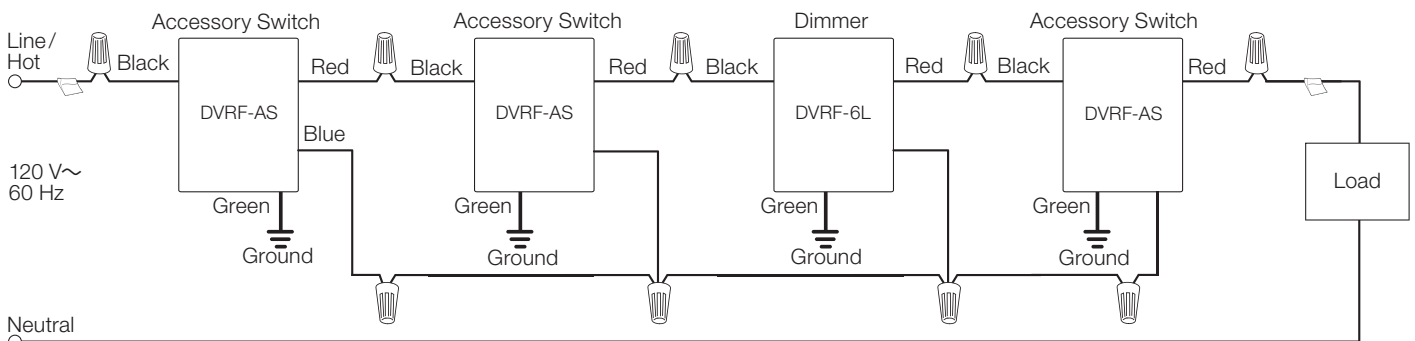 Accessory Switch
Accessory Switch
Dimmer
Accessory Switch
Line/
Hot
Black
Red
Black
Red
Black
Red
Black
Red
DVRF-AS
DVRF-AS
DVRF-6L
DVRF-AS
Blue
120 V~
60 Hz
Load
Green
Green
Green
Green
Ground
Ground
Ground
Ground
Neutral